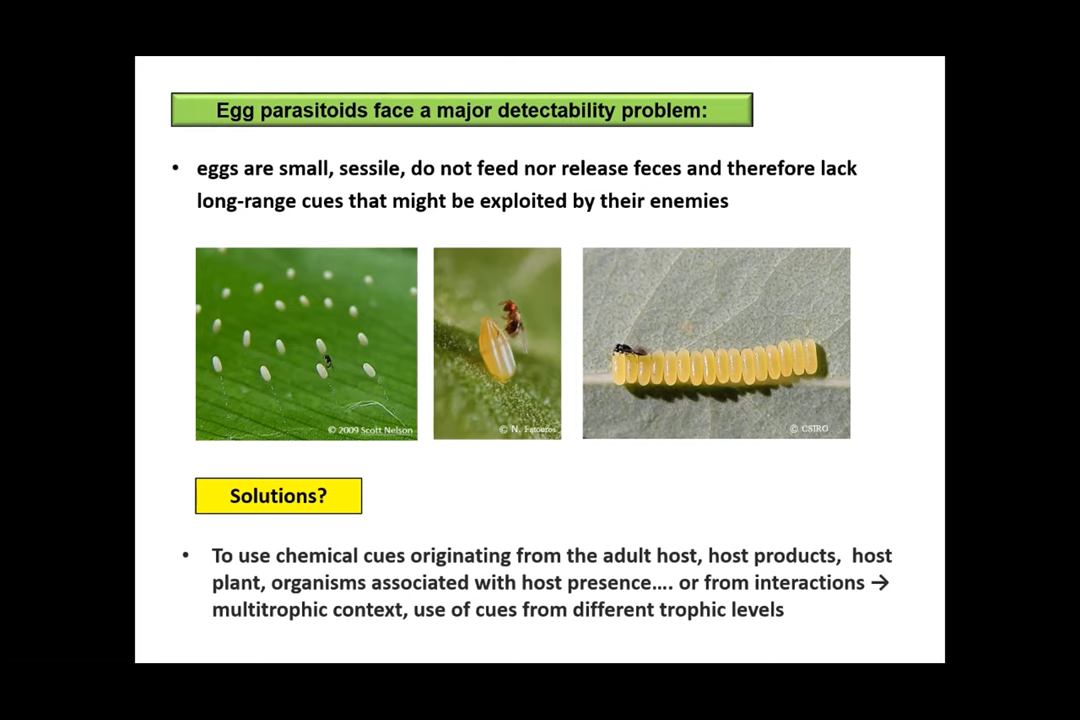 Egg parasitoids face a major detectability problem:
• eggs are small, sessile, do not feed nor release feces and therefore lack
long-range cues that might be exploited by their enemies
© 2009 Scott Nelson
© N. Fatouros
© CSIRO
Solutions?
• To use chemical cues originating from the adult host, host products, host
plant, organisms associated with host presence.... or from interactions →
multitrophic context, use of cues from different trophic levels